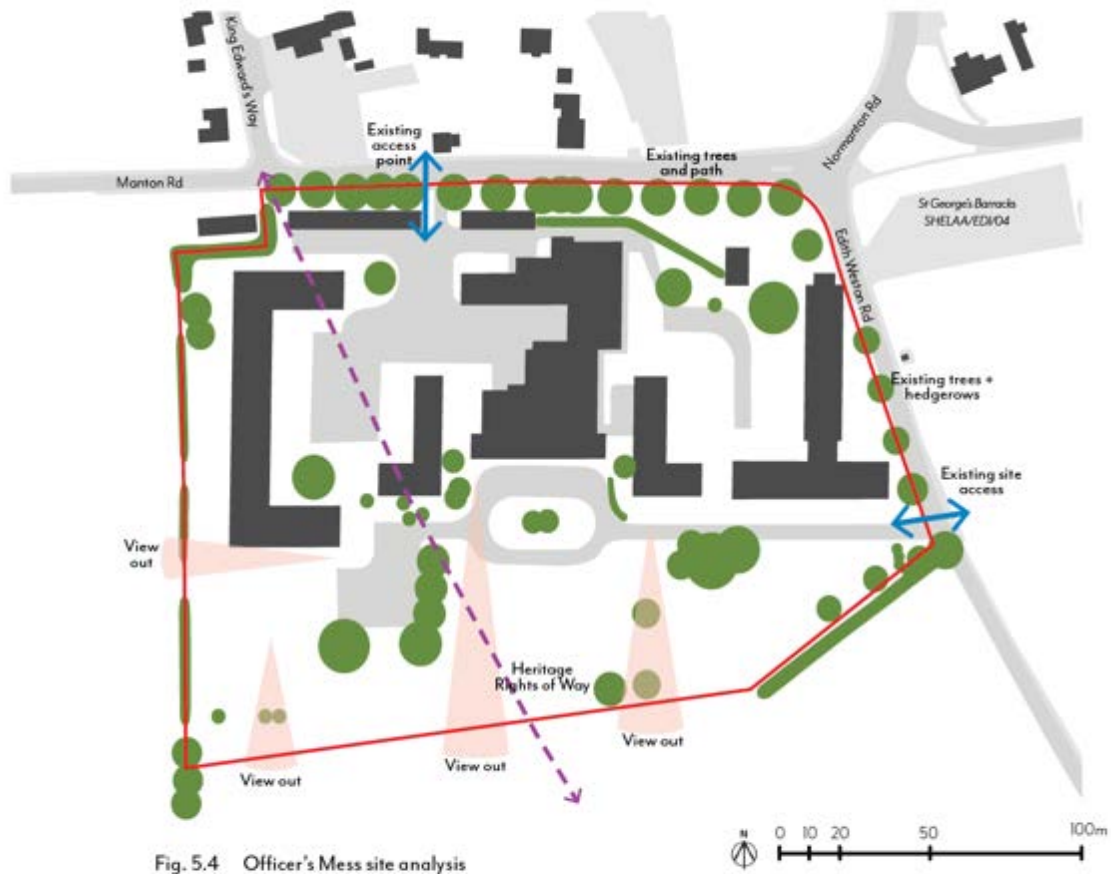 King Edward's Way
Manton Rd
Existing
access
point
Existing trees
and path
Normanton Rd
St George's Barracks
SHELAA/EDI/04
Edith Weston Rd
Existing trees +
hedgerows
Existing site
access
View
out
Heritage
Rights of Way
View out
View out
View out
Fig. 5.4 Officer's Mess site analysis
N
0 10 20 50 100m